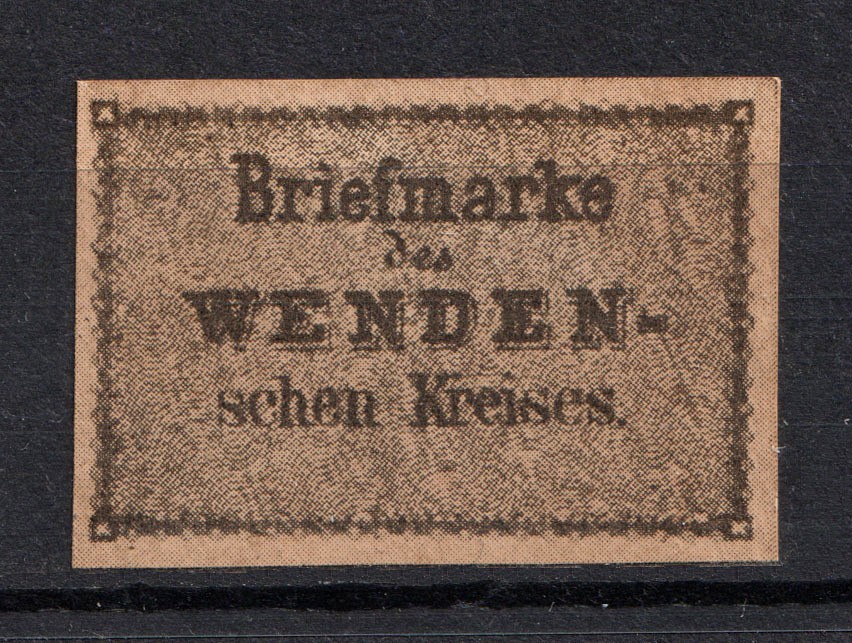 Briefmarke
des
WENDEN-
schen Kreises.